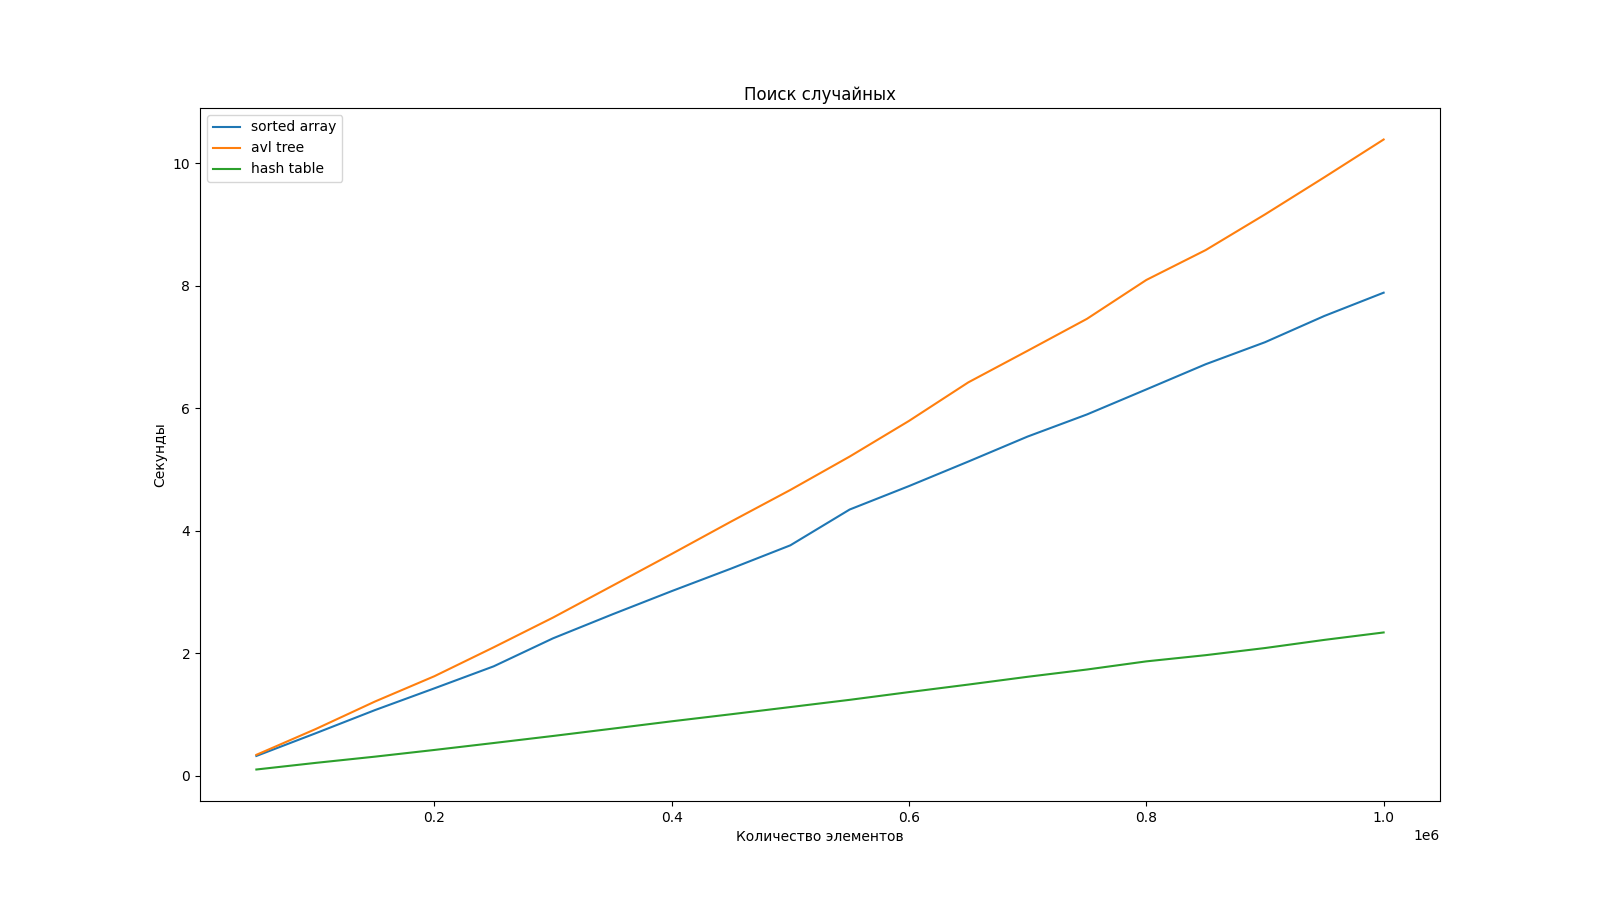 Поиск случайных
sorted array
avl tree
hash table
10
8
6
4
2
0
Секунды
0.2 0.4 0.6 0.8 1.0
1e6
Количество элементов